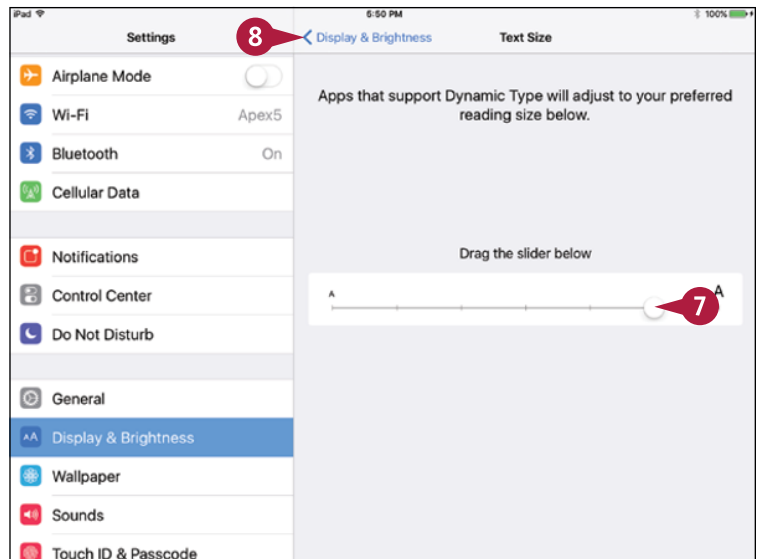 iPad 5:50 PM 100%
Settings
8
Display & Brightness Text Size
Airplane Mode
Wi-Fi Apex5
Bluetooth On
Cellular Data
Notifications
Control Center
Do Not Disturb
General
AA Display & Brightness
Wallpaper
Sounds
Touch ID & Passcode
Apps that support Dynamic Type will adjust to your preferred
reading size below.
Drag the slider below
A A
7